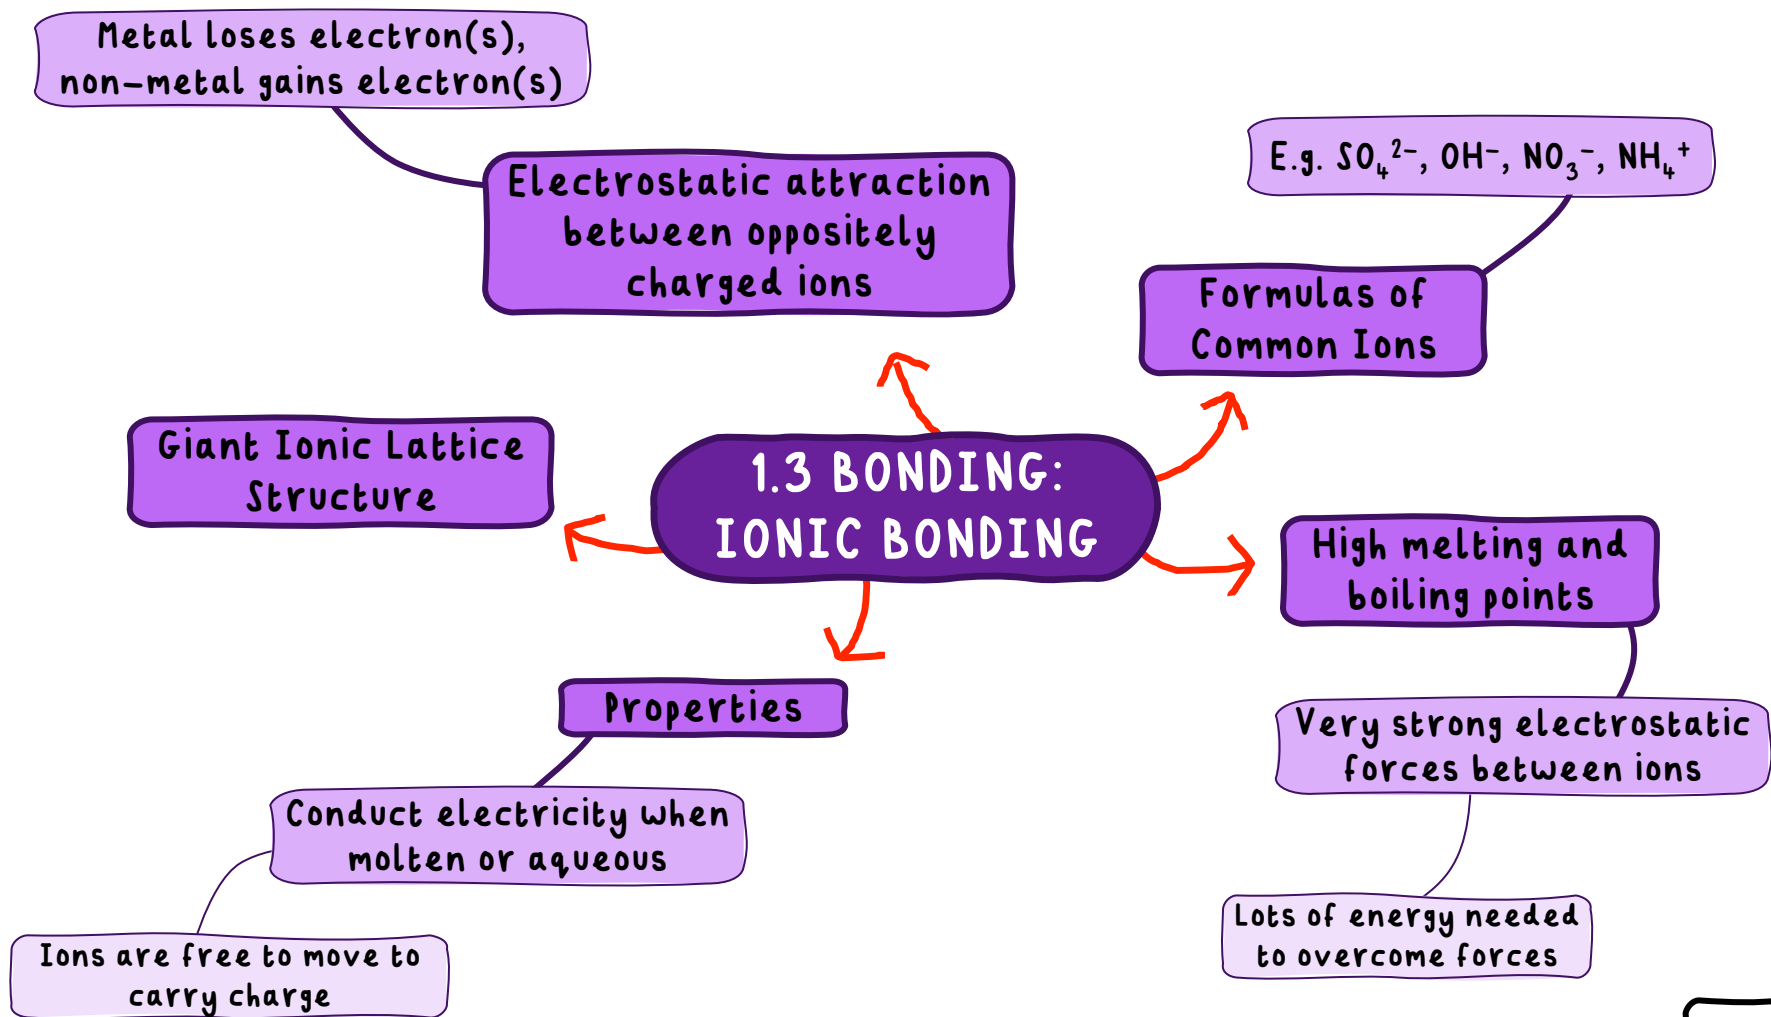 Metal loses electron(s),
non-metal gains electron(s)
Electrostatic attraction
between oppositely
charged ions
E.g. SO₄²⁻, OH⁻, NO₃⁻, NH₄⁺
Formulas of
Common Ions
Giant Ionic Lattice
Structure
1.3 BONDING:
IONIC BONDING
High melting and
boiling points
Very strong electrostatic
forces between ions
Lots of energy needed
to overcome forces
Properties
Conduct electricity when
molten or aqueous
Ions are free to move to
carry charge